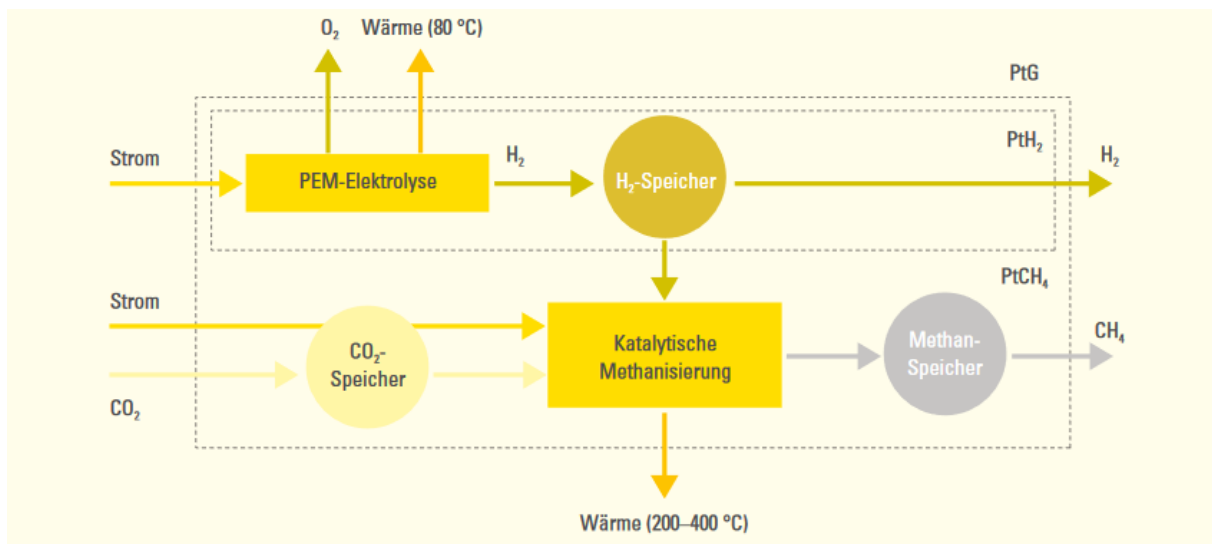 O₂ Wärme (80 °C)
PtG
PtH₂
Strom
H₂
H₂
PEM-Elektrolyse
H₂-Speicher
PtCH₄
Strom
CO₂-
Speicher
Katalytische
Methanisierung
Methan-
Speicher
CH₄
CO₂
Wärme (200–400 °C)